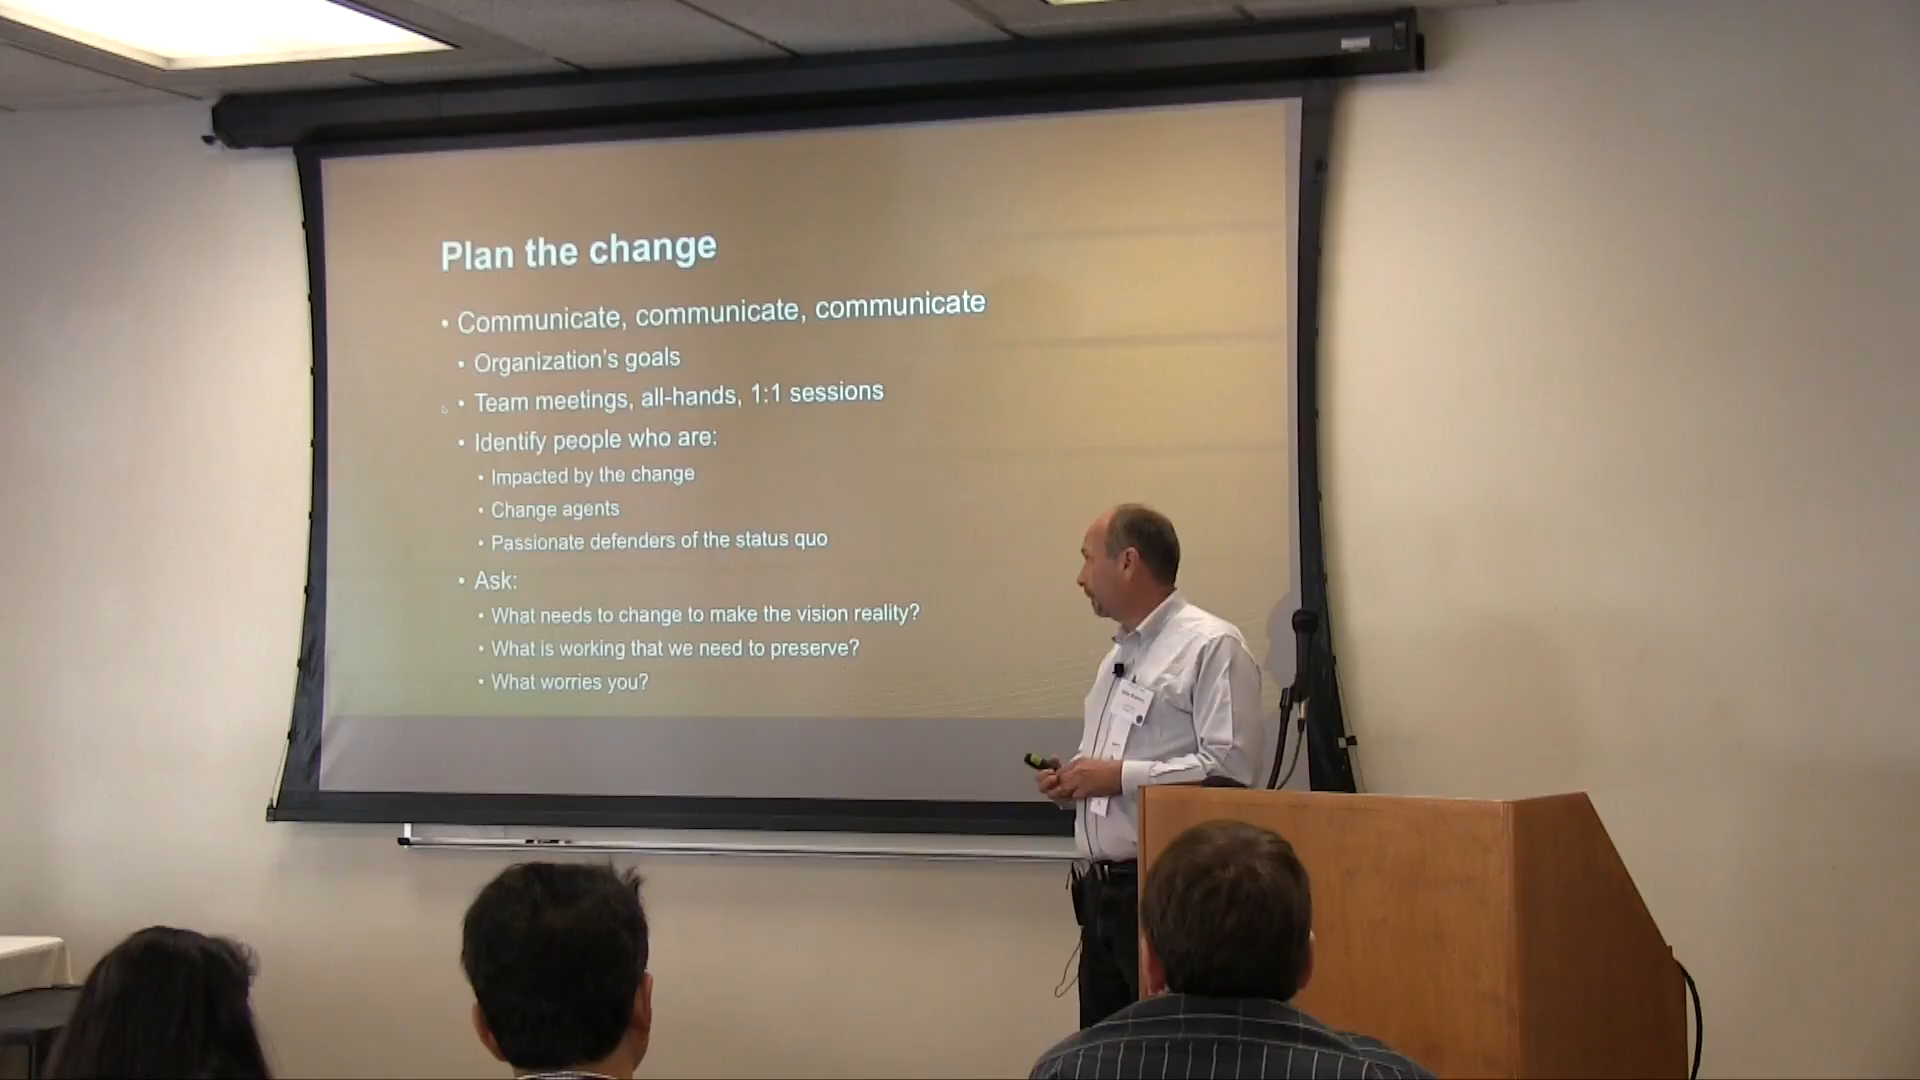 Plan the change
• Communicate, communicate, communicate
• Organization's goals
• Team meetings, all-hands, 1:1 sessions
• Identify people who are:
• Impacted by the change
• Change agents
• Passionate defenders of the status quo
• Ask:
• What needs to change to make the vision reality?
• What is working that we need to preserve?
• What worries you?